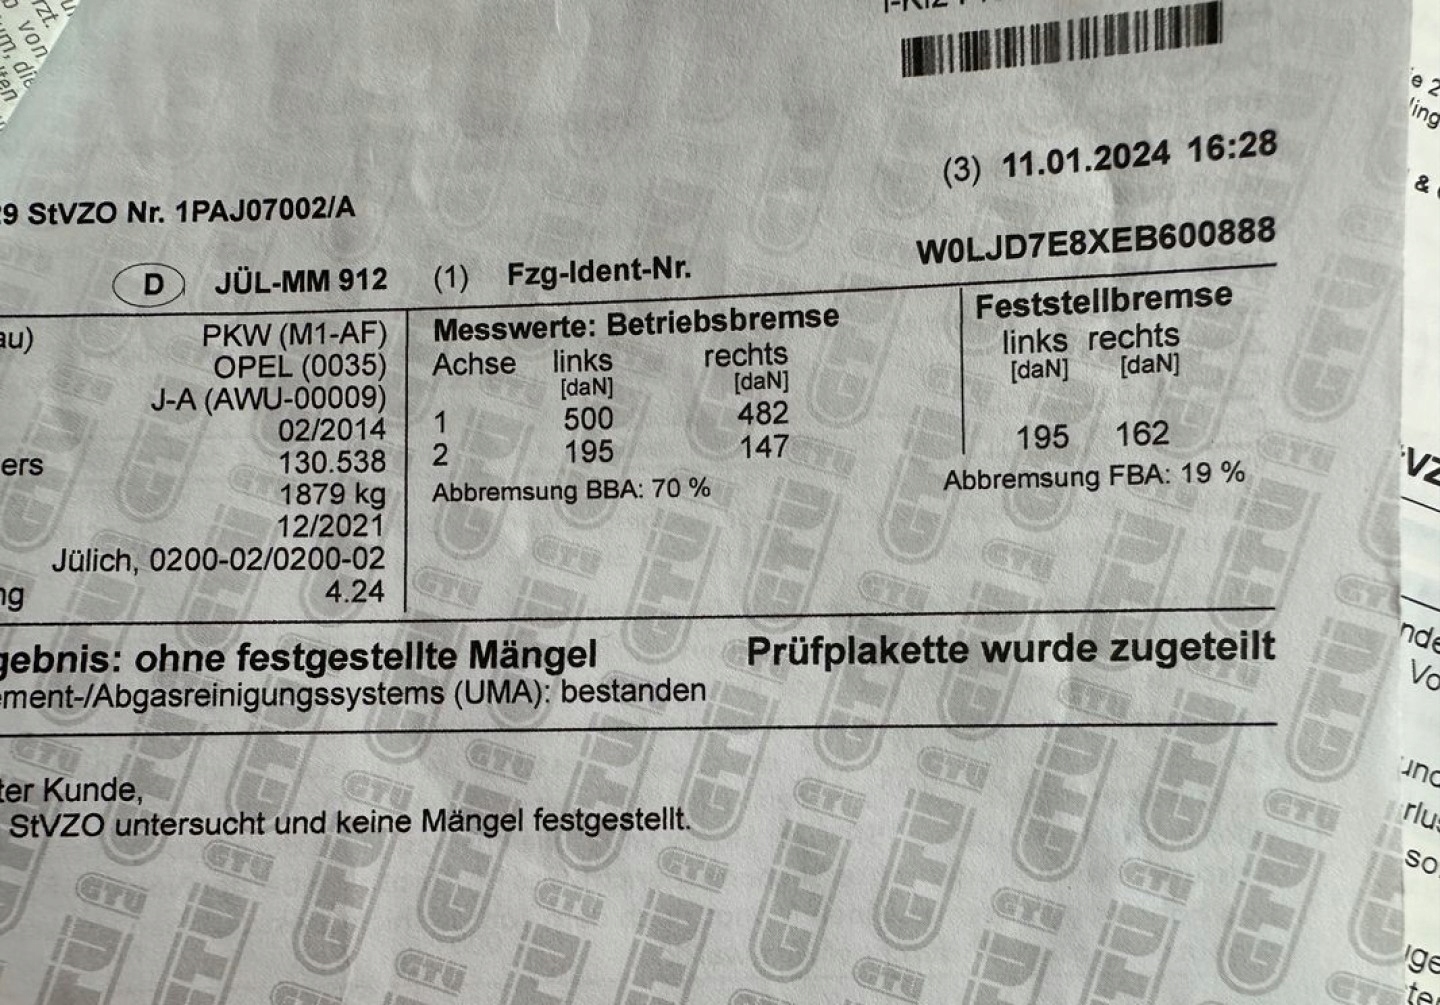 (3) 11.01.2024 16:28
29 StVZO Nr. 1PAJ07002/A
D JÜL-MM 912 (1) Fzg-Ident-Nr. W0LJD7E8XEB600888
PKW (M1-AF)
OPEL (0035)
J-A (AWU-00009)
02/2014
ers 130.538
1879 kg
12/2021
Jülich, 0200-02/0200-02
ng 4.24
Messwerte: Betriebsbremse
Achse links rechts
[daN] [daN]
1 500 482
2 195 147
Abbremsung BBA: 70 %
Feststellbremse
links rechts
[daN] [daN]
195 162
Abbremsung FBA: 19 %
gebnis: ohne festgestellte Mängel Prüfplakette wurde zugeteilt
ment-/Abgasreinigungssystems (UMA): bestanden
ter Kunde,
StVZO untersucht und keine Mängel festgestellt.
GTÜ